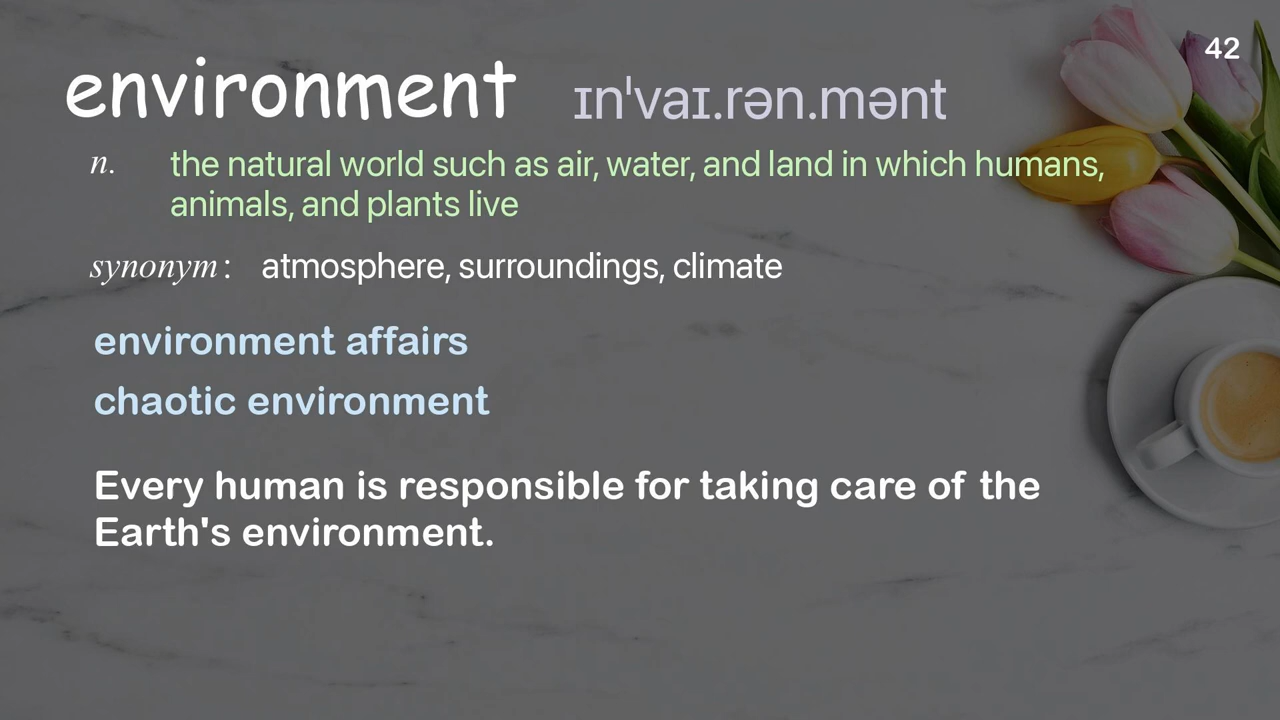 42
environment ɪnˈvaɪ.rən.mənt
n. the natural world such as air, water, and land in which humans,
animals, and plants live
synonym: atmosphere, surroundings, climate
environment affairs
chaotic environment
Every human is responsible for taking care of the
Earth's environment.